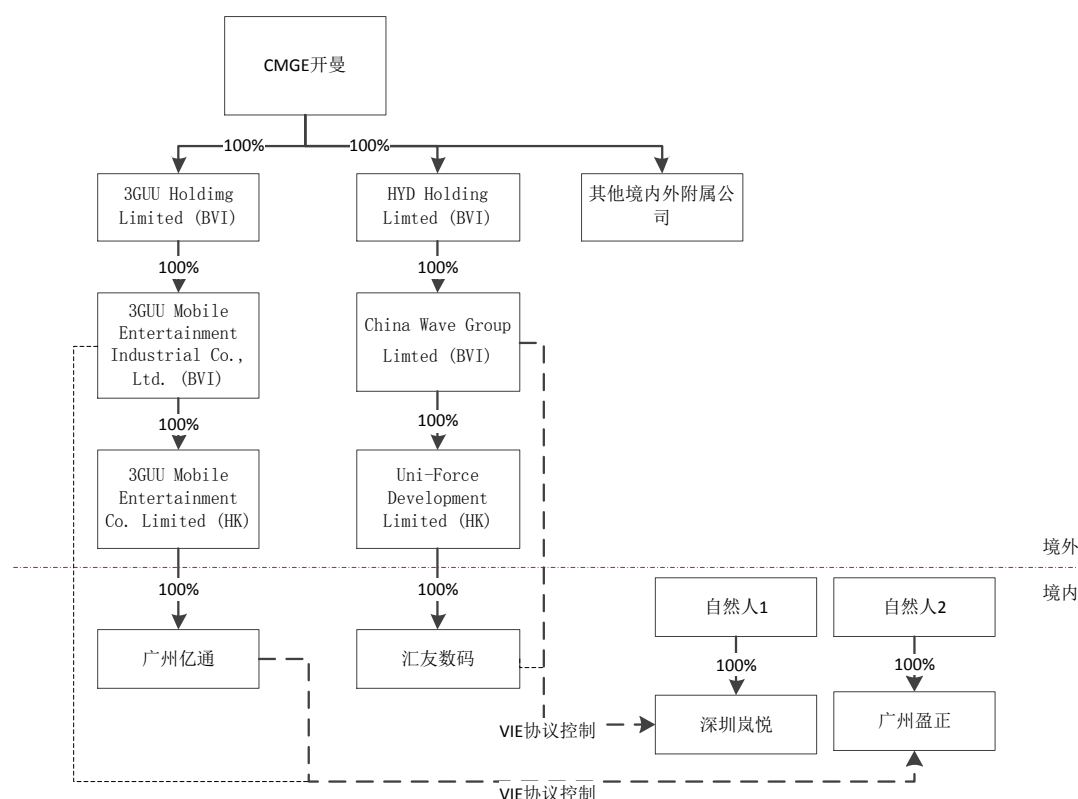 CMGE开曼
100%
100%
3GUU Holdimg
Limited (BVI)
HYD Holding
Limted (BVI)
其他境内外附属公
司
100%
100%
3GUU Mobile
Entertainment
Industrial Co.,
Ltd. (BVI)
China Wave Group
Limted (BVI)
100%
100%
3GUU Mobile
Entertainment
Co. Limited (HK)
Uni-Force
Development
Limited (HK)
境外
境内
100%
100%
自然人1
自然人2
广州亿通
汇友数码
100%
100%
深圳岚悦
广州盈正
VIE协议控制
VIE协议控制